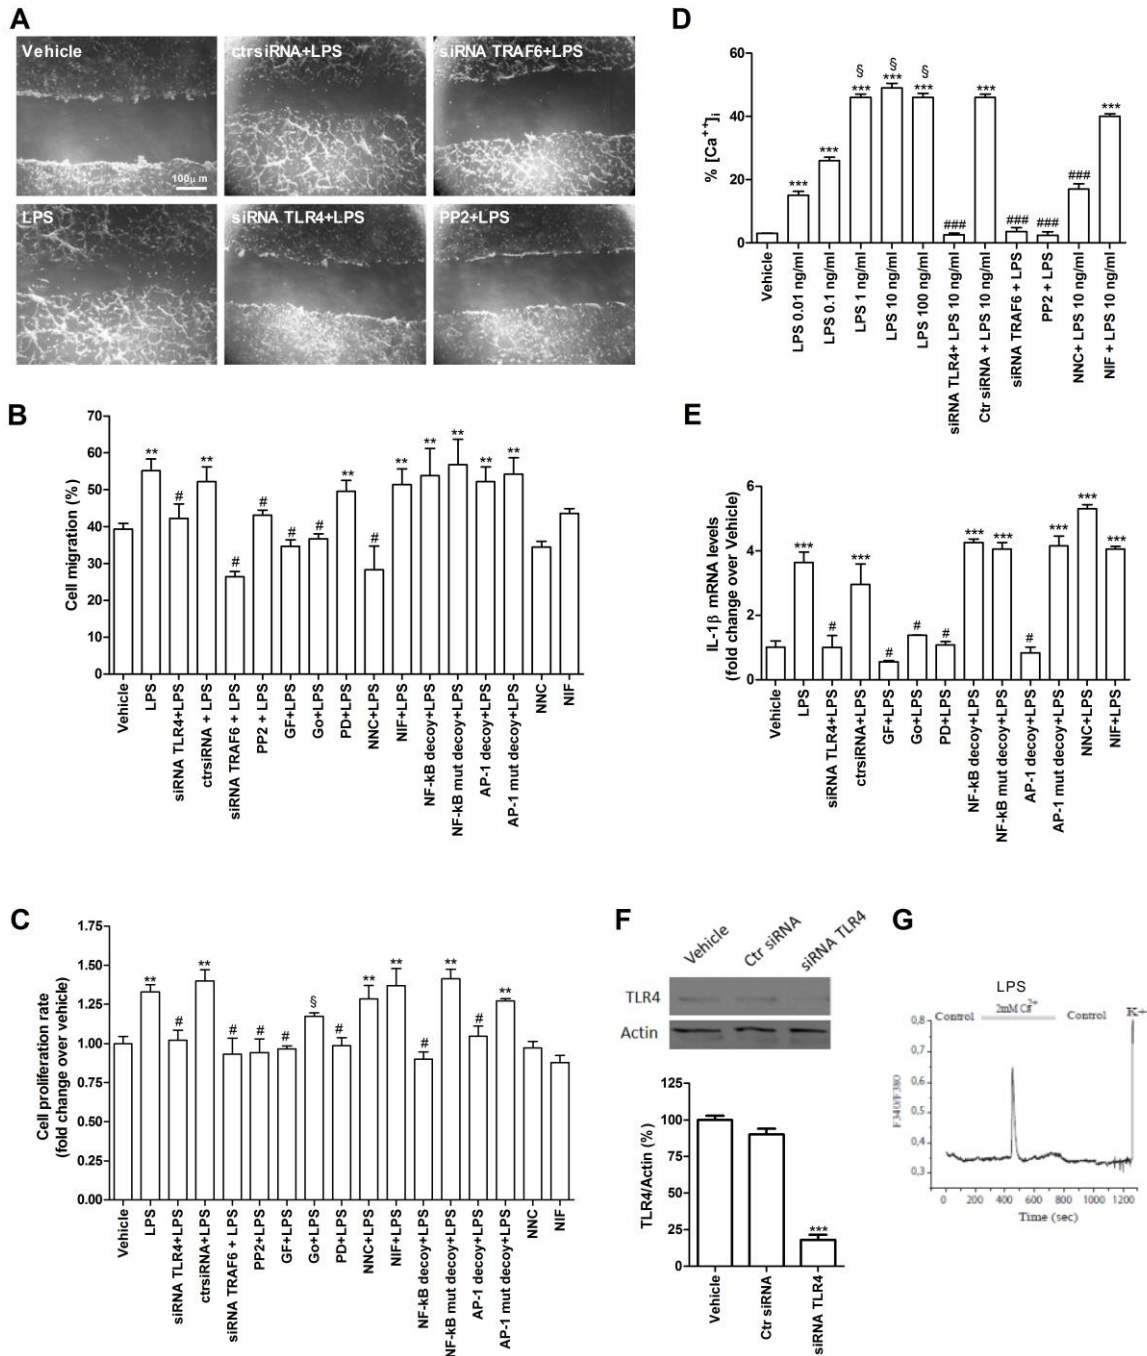 A
Vehicle
ctrsiRNA+LPS
siRNA TRAF6+LPS
100μ m
LPS
siRNA TLR4+LPS
PP2+LPS
B
Cell migration (%)
70
60
50
40
30
20
10
0
** # ** # # # # ** # ** ** ** ** **
Vehicle
LPS
siRNA TLR4+LPS
ctrsiRNA + LPS
siRNA TRAF6 + LPS
PP2 + LPS
GF+LPS
Go+LPS
PD+LPS
NNC+LPS
NIF+LPS
NF-kB decoy+LPS
NF-kB mut decoy+LPS
AP-1 decoy+LPS
AP-1 mut decoy+LPS
NNC
NIF
C
Cell proliferation rate
(fold change over vehicle)
1.75
1.50
1.25
1.00
0.75
0.50
0.25
0.00
** # ** # # # § # ** ** # ** # **
Vehicle
LPS
siRNA TLR4+LPS
ctrsiRNA+LPS
siRNA TRAF6 + LPS
PP2+LPS
GF+LPS
Go+LPS
PD+LPS
NNC+LPS
NIF+LPS
NF-kB decoy+LPS
NF-kB mut decoy+LPS
AP-1 decoy+LPS
AP-1 mut decoy+LPS
NNC
NIF
D
% [Ca++]i
60
40
20
0
§ § §
*** *** *** *** *** ### *** ### ### ### ***
Vehicle
LPS 0.01 ng/ml
LPS 0.1 ng/ml
LPS 1 ng/ml
LPS 10 ng/ml
LPS 100 ng/ml
siRNA TLR4+ LPS 10 ng/ml
Ctr siRNA + LPS 10 ng/ml
siRNA TRAF6 + LPS
PP2 + LPS
NNC+ LPS 10 ng/ml
NIF + LPS 10 ng/ml
E
IL-1β mRNA levels
(fold change over Vehicle)
6
4
2
0
*** # *** # # # *** *** # *** *** ***
Vehicle
LPS
siRNA TLR4+LPS
ctrsiRNA+LPS
GF+LPS
Go+LPS
PD+LPS
NF-kB decoy+LPS
NF-kB mut decoy+LPS
AP-1 decoy+LPS
AP-1 mut decoy+LPS
NNC+LPS
NIF+LPS
F
Vehicle
Ctr siRNA
siRNA TLR4
TLR4
Actin
TLR4/Actin (%)
125
100
75
50
25
0
***
Vehicle
Ctr siRNA
siRNA TLR4
G
LPS
Control 2mM Ca2+ Control K+
F340/F380
0,8
0,6
0,5
0,4
0,3
0 200 400 600 800 1000 1200
Time (sec)